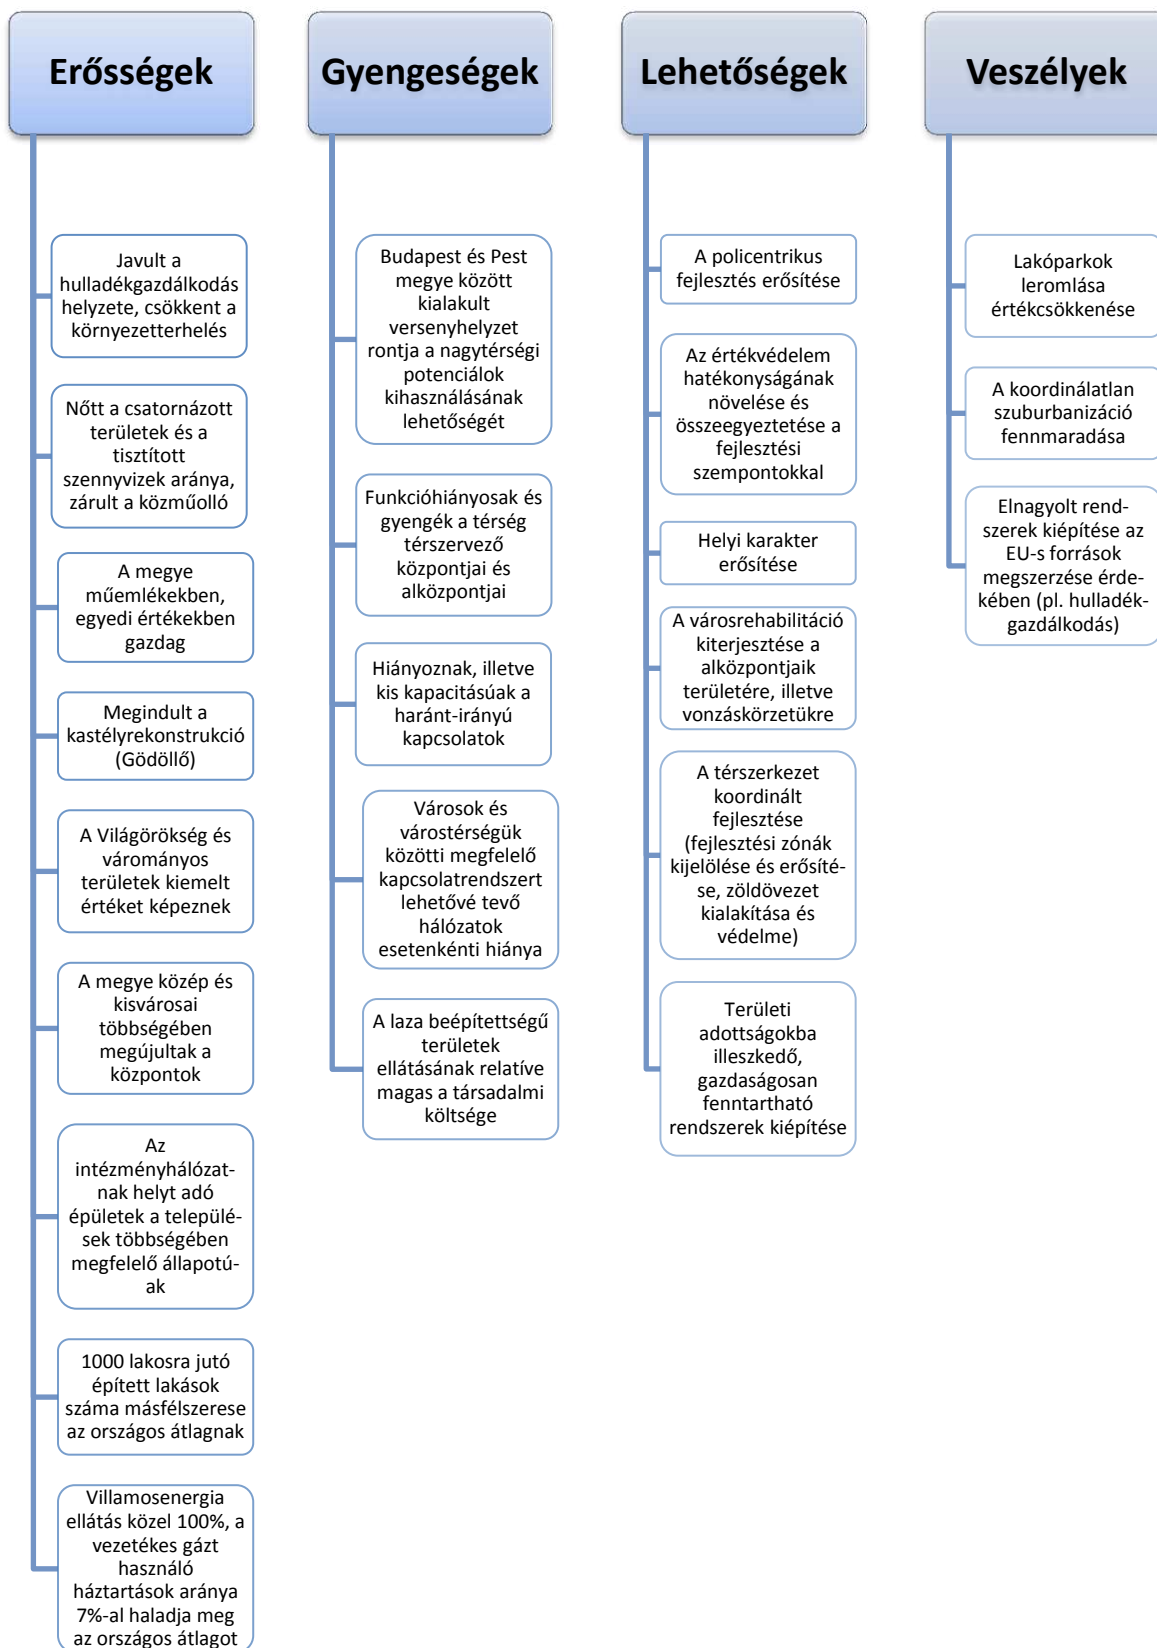 Erősségek
Javult a
hulladékgazdálkodás
helyzete, csökkent a
környezetterhelés
Nőtt a csatornázott
területek és a
tisztított
szennyvizek aránya,
zárult a közműolló
A megye
műemlékekben,
egyedi értékekben
gazdag
Megindult a
kastélyrekonstrukció
(Gödöllő)
A Világörökség és
várományos
területek kiemelt
értéket képeznek
A megye közép és
kisvárosai
többségében
megújultak a
központok
Az
intézményhálózat-
nak helyt adó
épületek a települé-
sek többségében
megfelelő állapotú-
ak
1000 lakosra jutó
épített lakások
száma másfélszerese
az országos átlagnak
Villamosenergia
ellátás közel 100%, a
vezetékes gázt
használó
háztartások aránya
7%-al haladja meg
az országos átlagot
Gyengeségek
Budapest és Pest
megye között
kialakult
versenyhelyzet
rontja a nagytérségi
potenciálok
kihasználásának
lehetőségét
Funkcióhiányosak és
gyengék a térség
térszervező
központjai és
alközpontjai
Hiányoznak, illetve
kis kapacitásúak a
haránt-irányú
kapcsolatok
Városok és
várostérségük
közötti megfelelő
kapcsolatrendszert
lehetővé tevő
hálózatok
esetenkénti hiánya
A laza beépítettségű
területek
ellátásának relatíve
magas a társadalmi
költsége
Lehetőségek
A policentrikus
fejlesztés erősítése
Az értékvédelem
hatékonyságának
növelése és
összeegyeztetése a
fejlesztési
szempontokkal
Helyi karakter
erősítése
A városrehabilitáció
kiterjesztése a
alközpontjaik
területére, illetve
vonzáskörzetükre
A térszerkezet
koordinált
fejlesztése
(fejlesztési zónák
kijelölése és erősíté-
se, zöldövezet
kialakítása és
védelme)
Területi
adottságokba
illeszkedő,
gazdaságosan
fenntartható
rendszerek kiépítése
Veszélyek
Lakóparkok
leromlása
értékcsökkenése
A koordinálatlan
szuburbanizáció
fennmaradása
Elnagyolt rend-
szerek kiépítése az
EU-s források
megszerzése érde-
kében (pl. hulladék-
gazdálkodás)